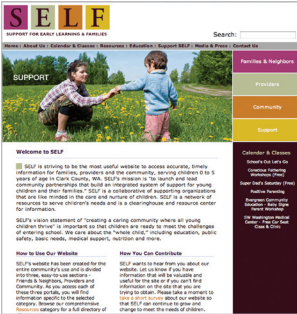 SELF
SUPPORT FOR EARLY LEARNING & FAMILIES
Search:
Home : About Us : Calendar & Classes : Resources : Education : Support SELF : Media & Press : Contact Us
SUPPORT
Families & Neighbors
Providers
Community
Support
Welcome to SELF
SELF is striving to be the most useful website to access accurate, timely
information for families, providers and the community, serving children 0 to 5
years of age in Clark County, WA. SELF's mission is "to launch and lead
community partnerships that build an integrated system of support for young
children and their families." SELF is a collaborative of supporting organizations
that are like minded in the care and nurture of children. SELF is a network of
resources to serve children's needs and is a clearinghouse and resource center
for information.
SELF's vision statement of "creating a caring community where all young
children thrive" is important so that children are ready to meet the challenges
of entering school. We care about the "whole child," including education, public
safety, basic needs, medical support, nutrition and more.
How to Use Our Website
SELF's website has been created for the
entire community's use and is divided
into three, easy-to-use sections -
Friends & Neighbors, Providers and
Community. As you access each of
these three portals, you will find
information specific to the selected
category. Browse our comprehensive
Resources category for a full directory of
How You Can Contribute
SELF wants to hear from you about our
website. Let us know if you have
information that will be valuable and
useful for the site or if you can't find
information on the site that you are
trying to obtain. Please take a moment to
take a short survey about our website so
that SELF can continue to grow and
change to meet the needs of children.
Calendar & Classes
School's Out Let's Go
Conscious Fathering
Workshops (Free)
Super Dad's Saturday (Free)
Positive Parenting
Evergreen Community
Education - Baby Signs
Parent Workshop!
SW Washington Medical
Center - Free Car Seat
Class & Clinic